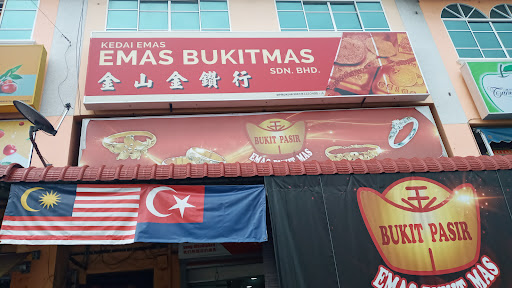 KEDAI EMAS
EMAS BUKITMAS
SDN. BHD.
金山金鑽行
BUKIT PASIR
EMAS BUKIT MAS
王
BUKIT PASIR
EMAS BUKIT MAS